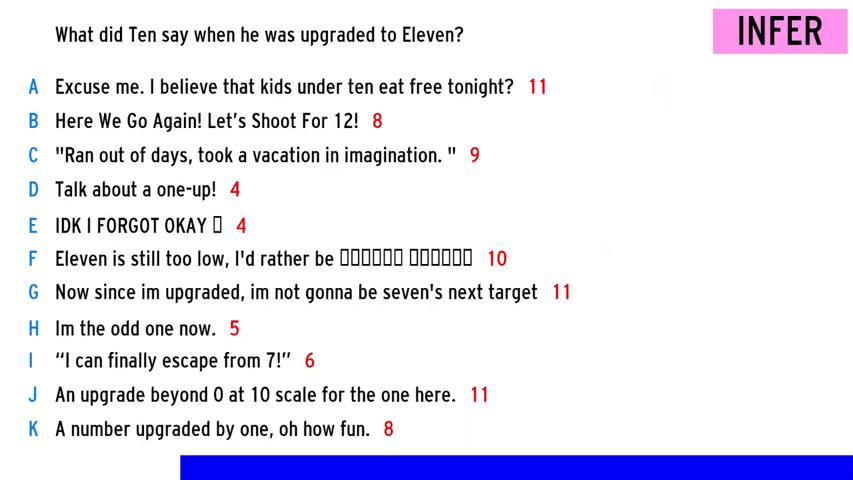 What did Ten say when he was upgraded to Eleven?
INFER
A Excuse me. I believe that kids under ten eat free tonight? 11
B Here We Go Again! Let's Shoot For 12! 8
C "Ran out of days, took a vacation in imagination. " 9
D Talk about a one-up! 4
E IDK I FORGOT OKAY 4
F Eleven is still too low, I'd rather be 10
G Now since im upgraded, im not gonna be seven's next target 11
H Im the odd one now. 5
I “I can finally escape from 7!” 6
J An upgrade beyond 0 at 10 scale for the one here. 11
K A number upgraded by one, oh how fun. 8